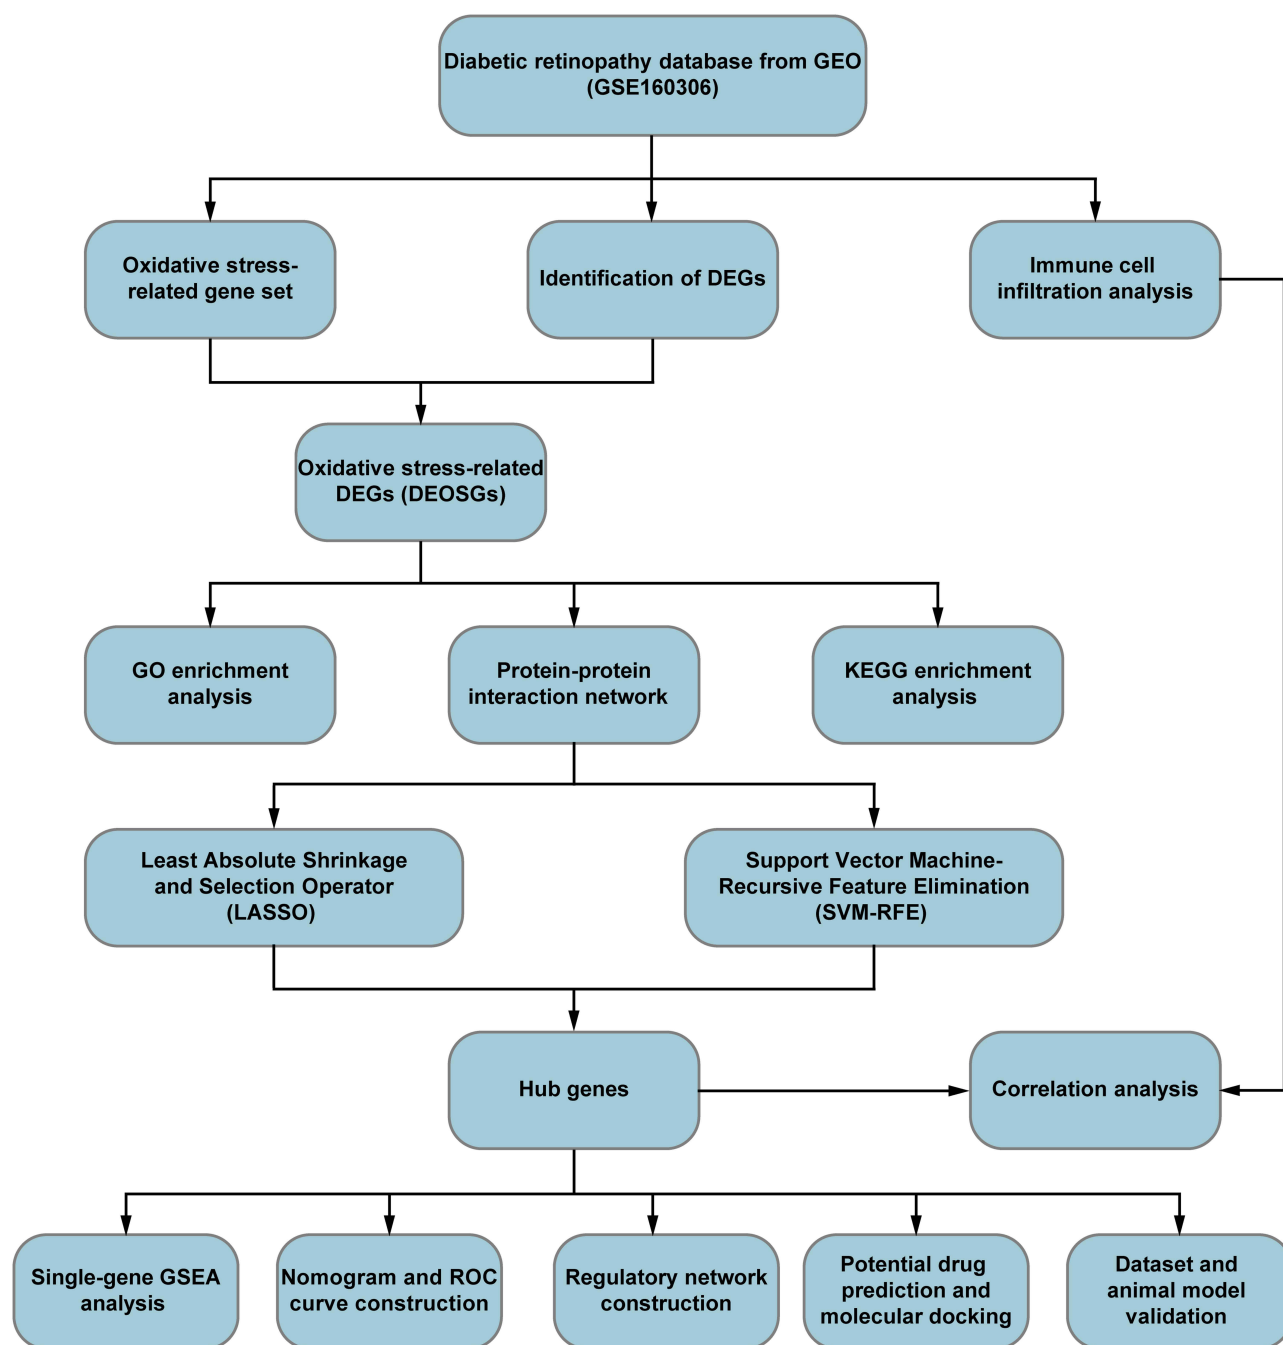 Diabetic retinopathy database from GEO
(GSE160306)
Oxidative stress-
related gene set
Identification of DEGs
Immune cell
infiltration analysis
Oxidative stress-related
DEGs (DEOSGs)
GO enrichment
analysis
Protein-protein
interaction network
KEGG enrichment
analysis
Least Absolute Shrinkage
and Selection Operator
(LASSO)
Support Vector Machine-
Recursive Feature Elimination
(SVM-RFE)
Hub genes
Correlation analysis
Single-gene GSEA
analysis
Nomogram and ROC
curve construction
Regulatory network
construction
Potential drug
prediction and
molecular docking
Dataset and
animal model
validation